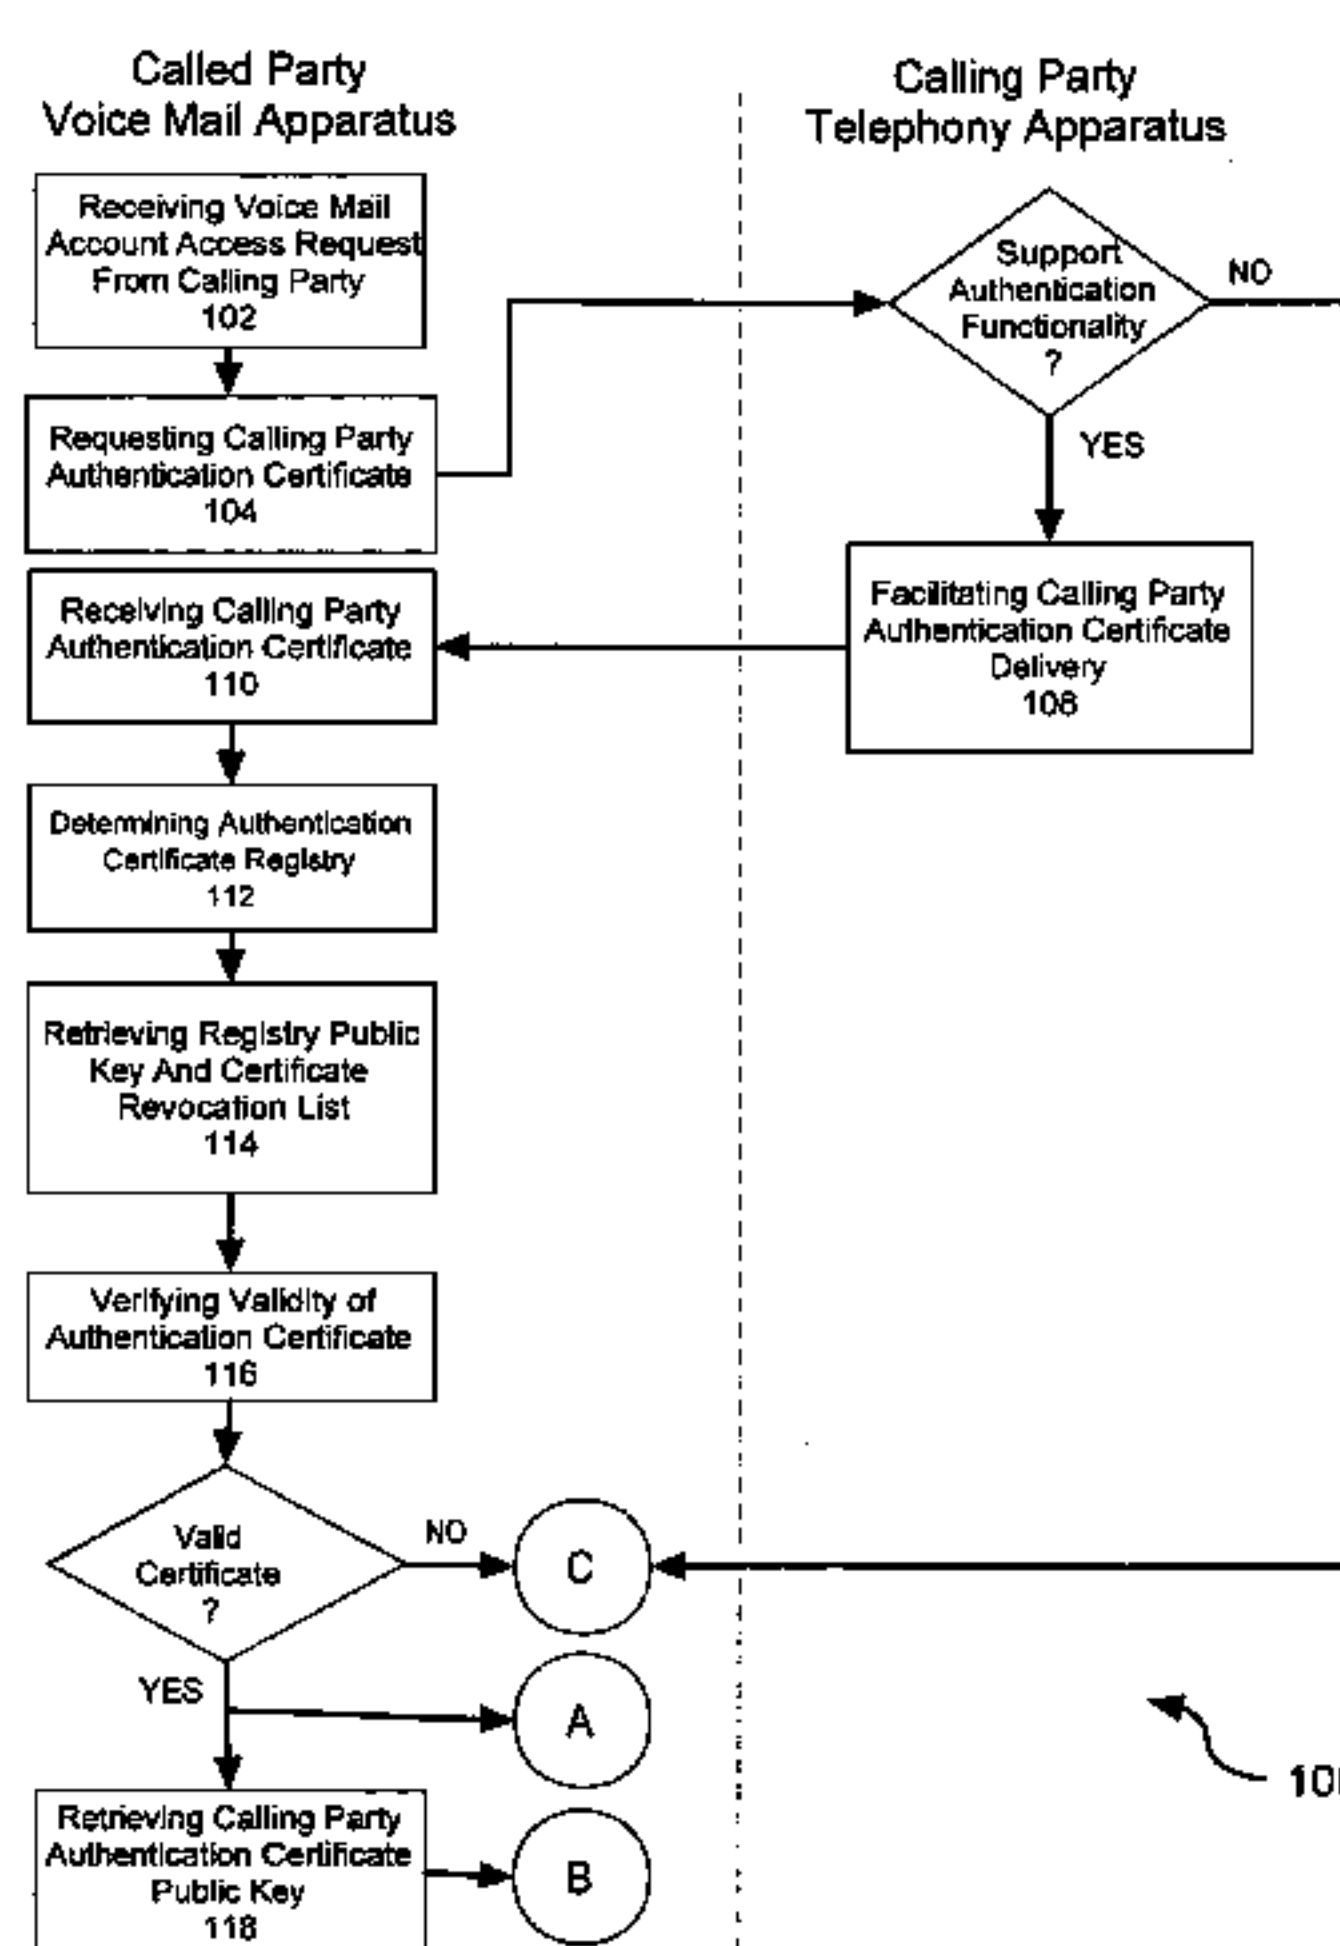 Called Party
Voice Mail Apparatus
Calling Party
Telephony Apparatus
Receiving Voice Mail
Account Access Request
From Calling Party
102
Support
Authentication
Functionality
?
NO
YES
Requesting Calling Party
Authentication Certificate
104
Facilitating Calling Party
Authentication Certificate
Delivery
108
Receiving Calling Party
Authentication Certificate
110
Determining Authentication
Certificate Registry
112
Retrieving Registry Public
Key And Certificate
Revocation List
114
Verifying Validity of
Authentication Certificate
116
Valid
Certificate
?
NO
C
YES
A
Retrieving Calling Party
Authentication Certificate
Public Key
118
B